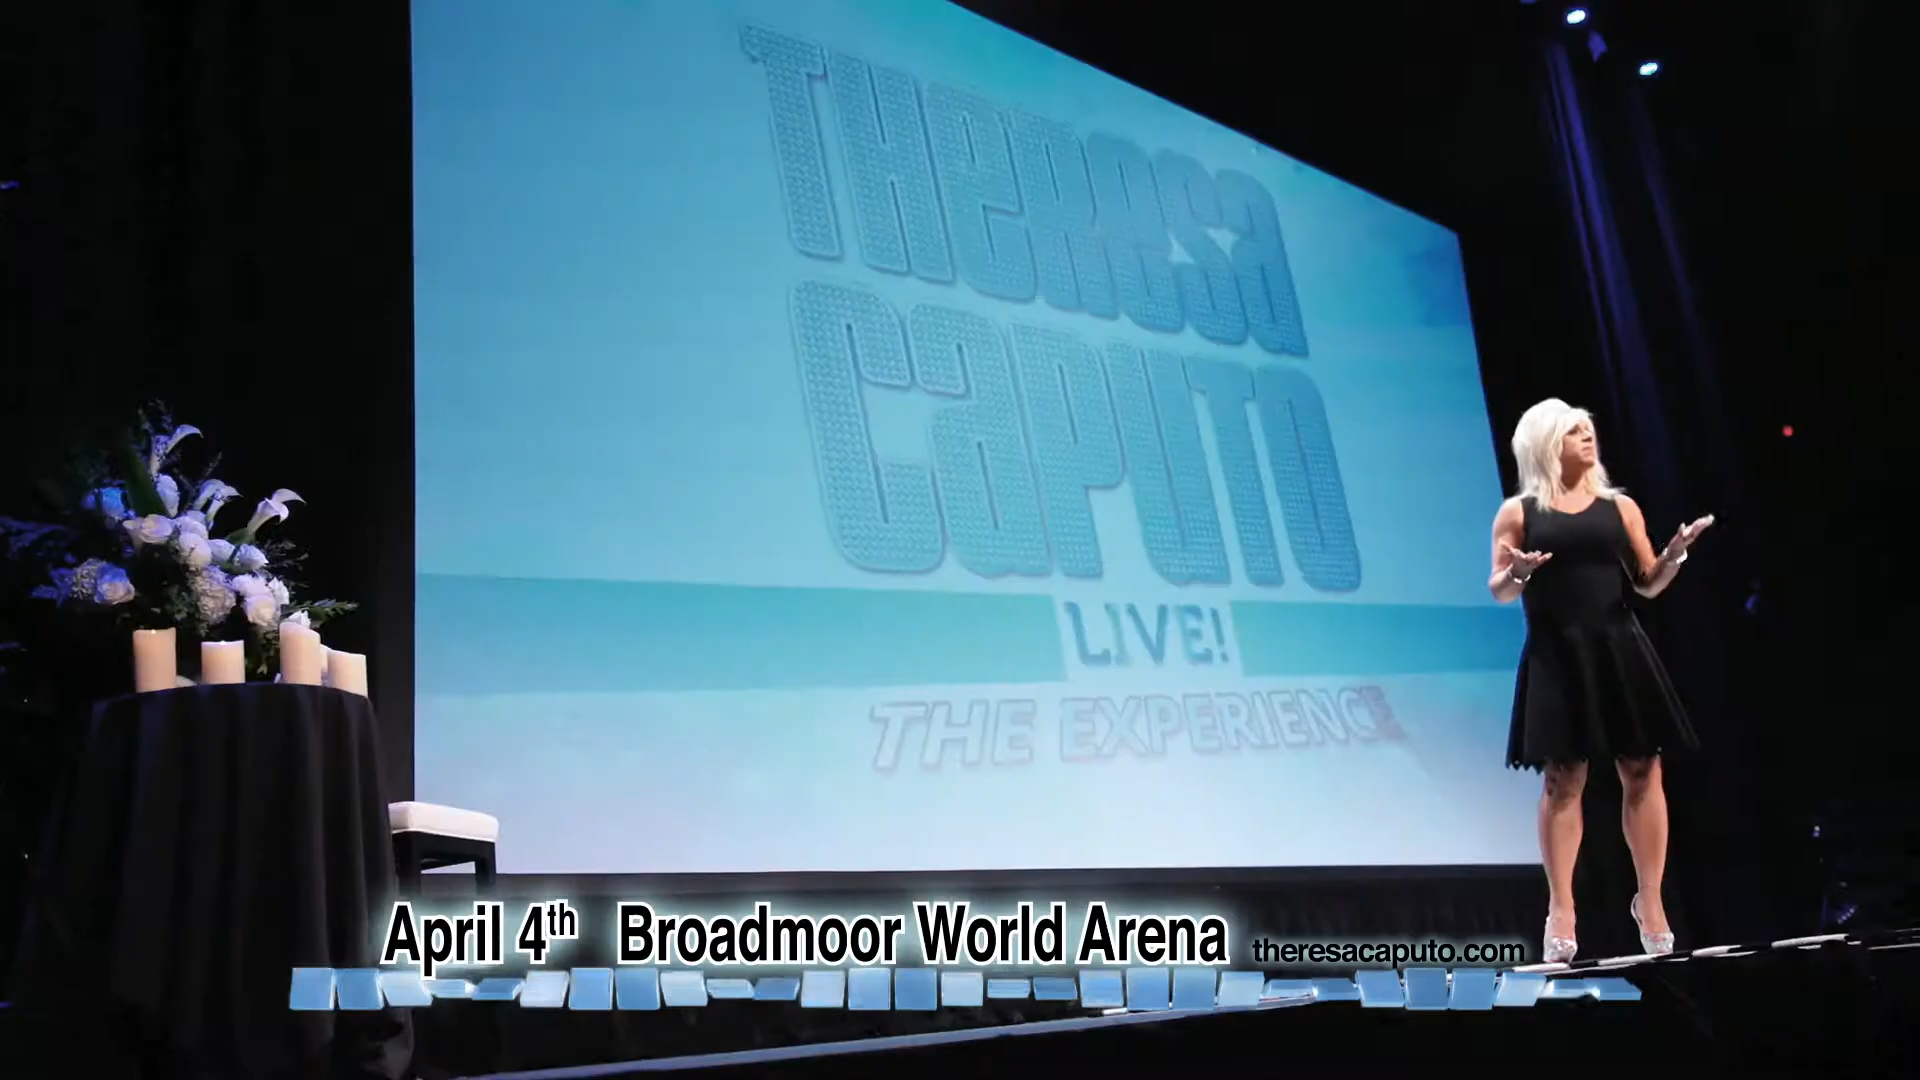 THERESA
CAPUTO
LIVE!
THE EXPERIENCE
April 4th Broadmoor World Arena theresacaputo.com